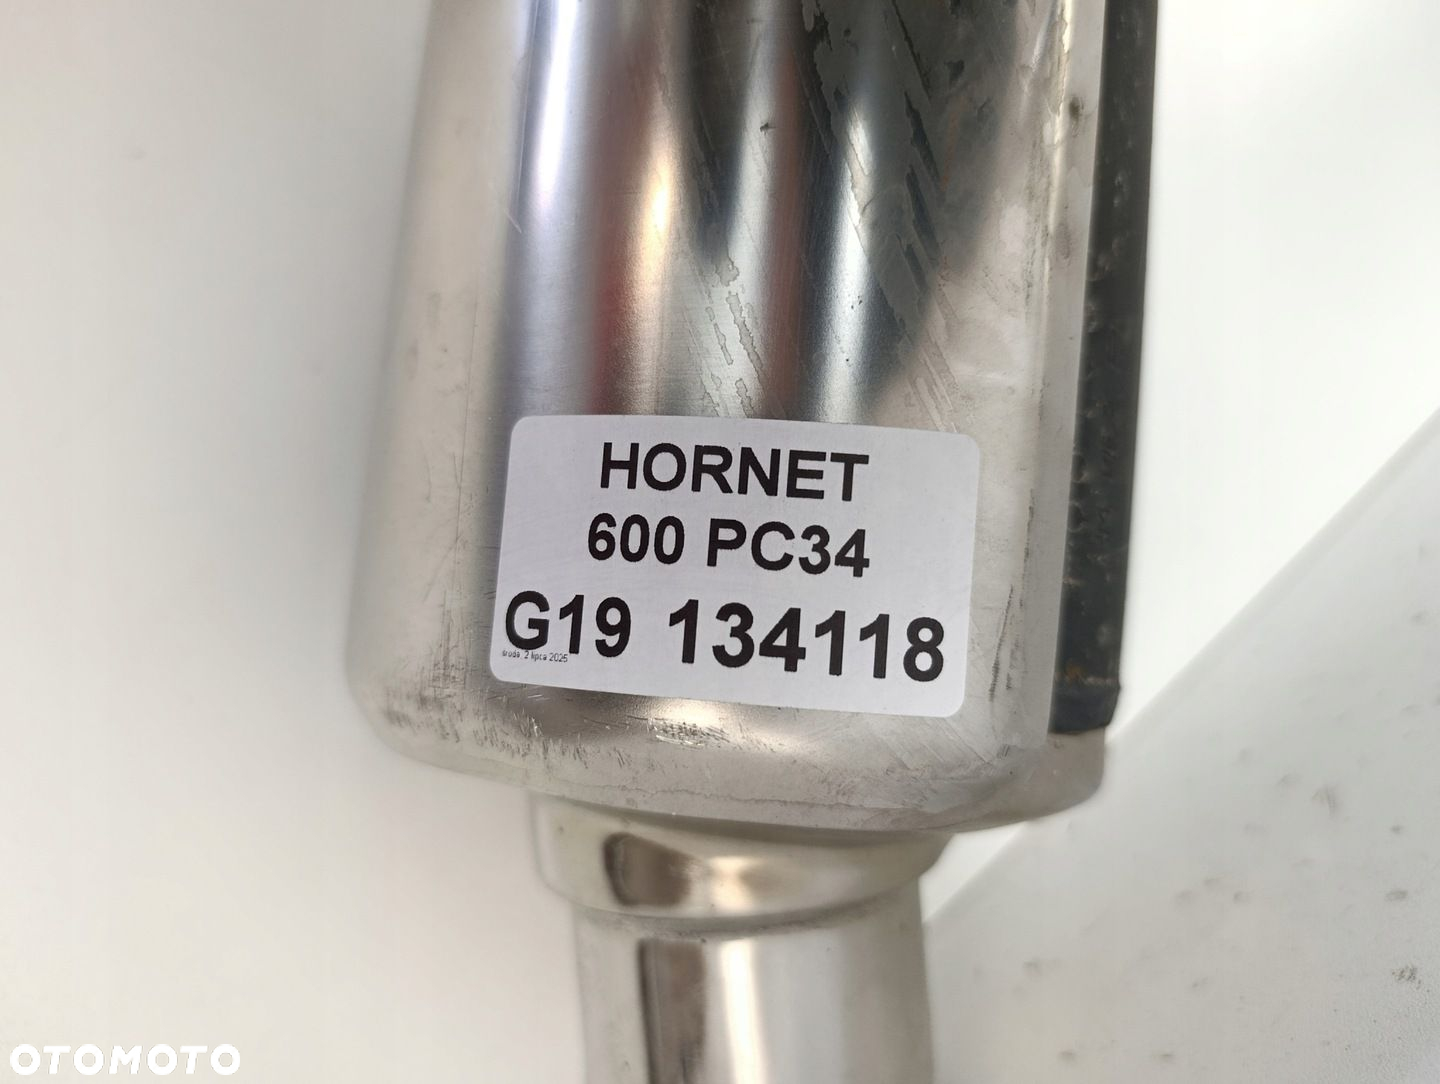 HORNET
600 PC34
G19 134118
środa, 2 lipca 2025
OTOMOTO